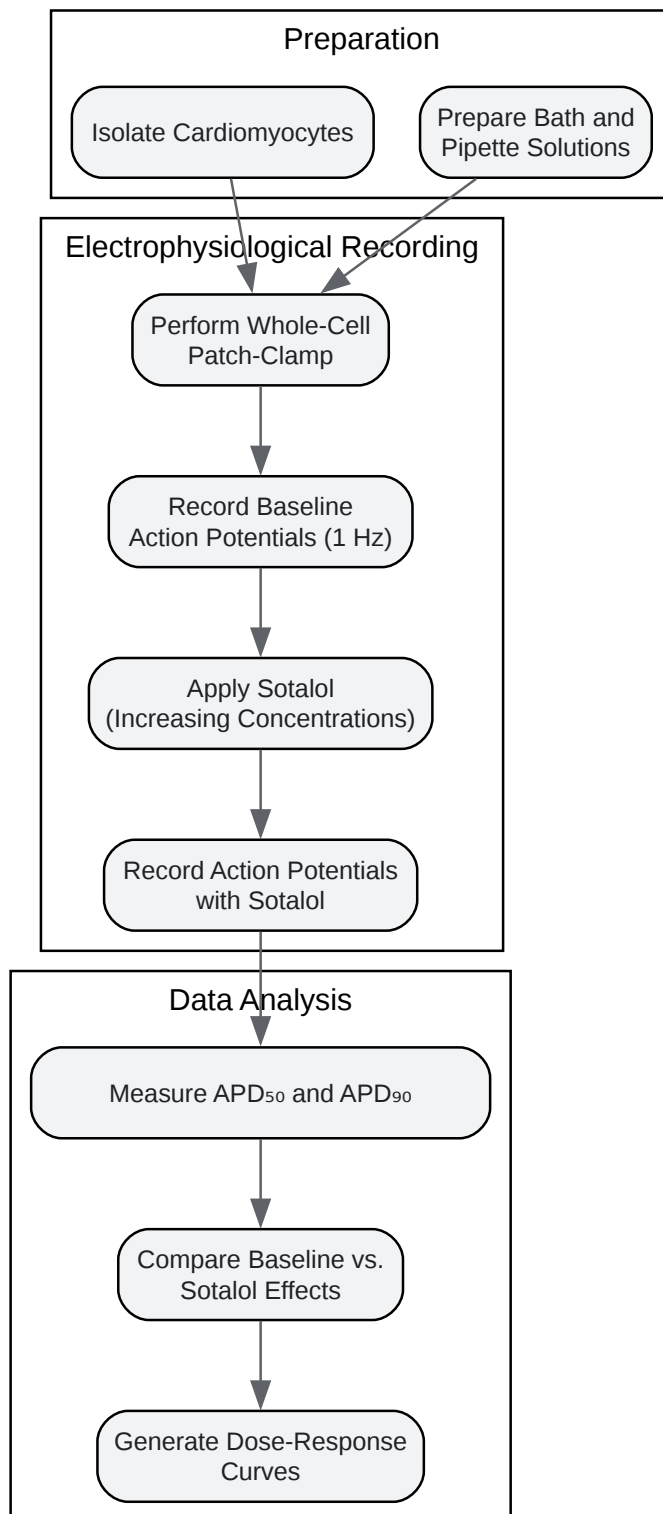 Preparation
Isolate Cardiomyocytes
Prepare Bath and
Pipette Solutions
Electrophysiological Recording
Perform Whole-Cell
Patch-Clamp
Record Baseline
Action Potentials (1 Hz)
Apply Sotalol
(Increasing Concentrations)
Record Action Potentials
with Sotalol
Data Analysis
Measure APD₅₀ and APD₉₀
Compare Baseline vs.
Sotalol Effects
Generate Dose-Response
Curves